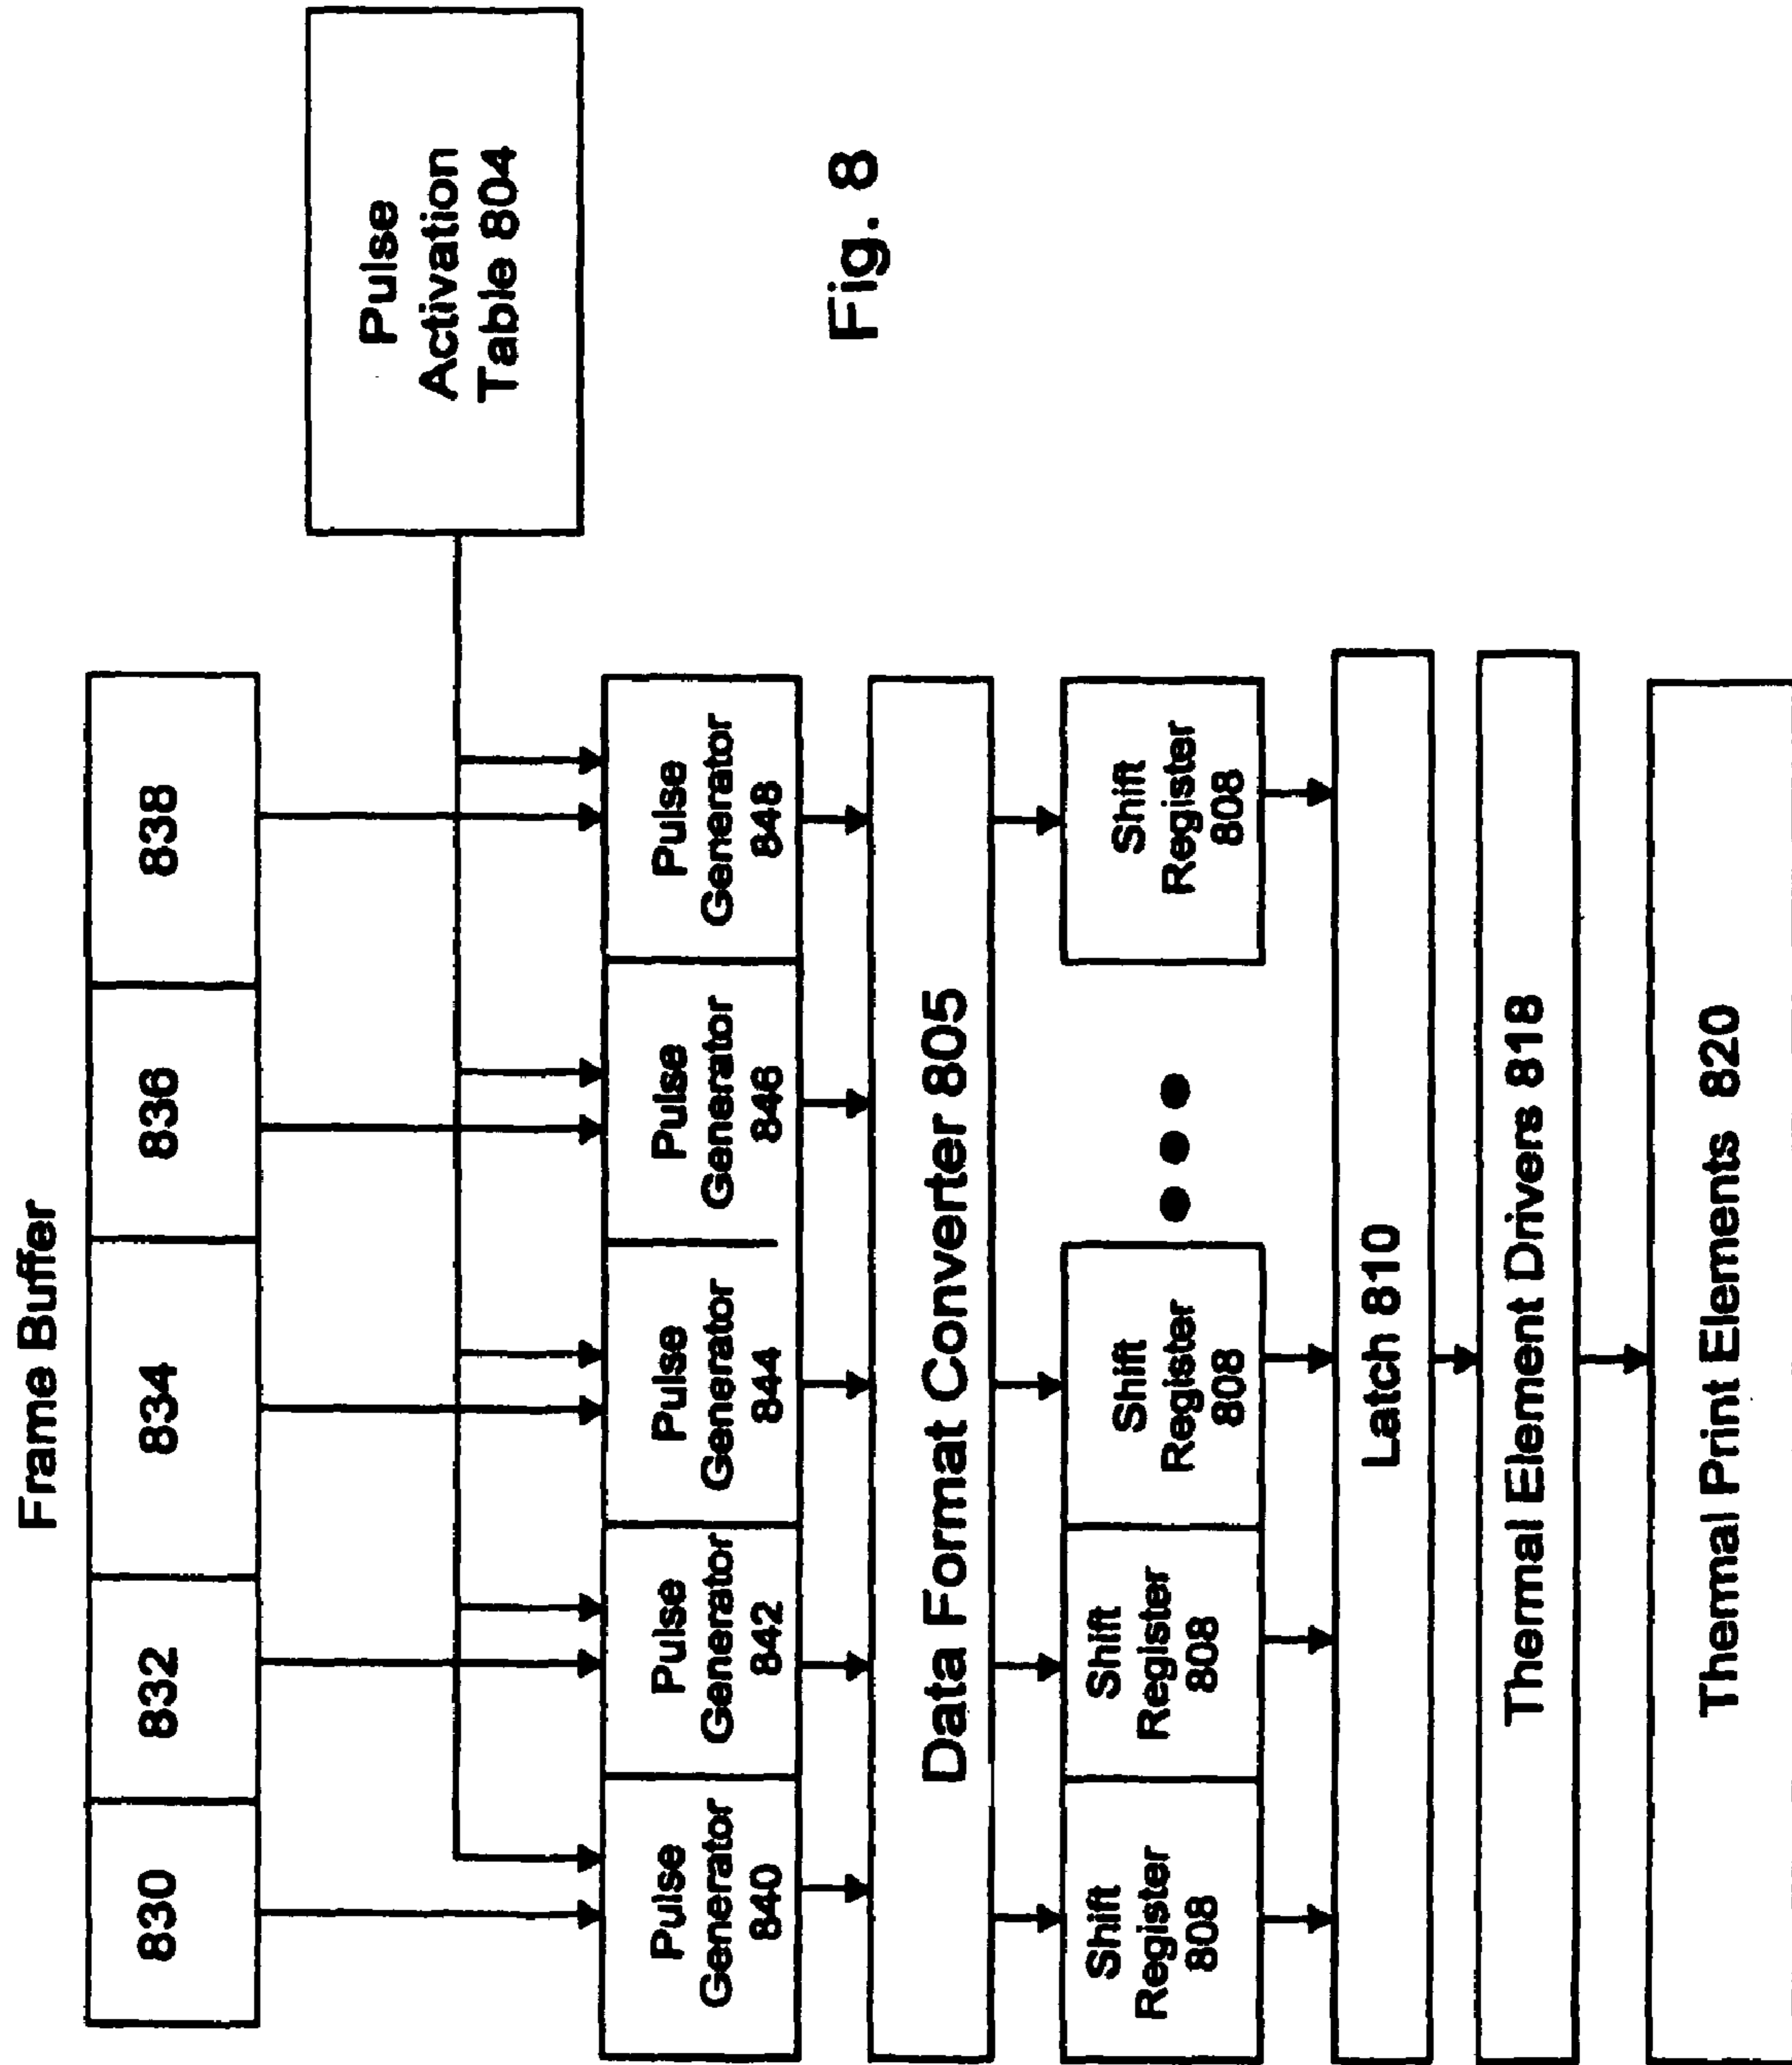 Frame Buffer
830
832
834
836
838
Pulse
Activation
Table 804
Pulse
Generator
840
Pulse
Generator
842
Pulse
Generator
844
Pulse
Generator
846
Pulse
Generator
848
Fig. 8
Data Format Converter 805
Shift
Register
808
Shift
Register
808
Shift
Register
808
Shift
Register
808
Latch 810
Thermal Element Drivers 818
Thermal Print Elements 820